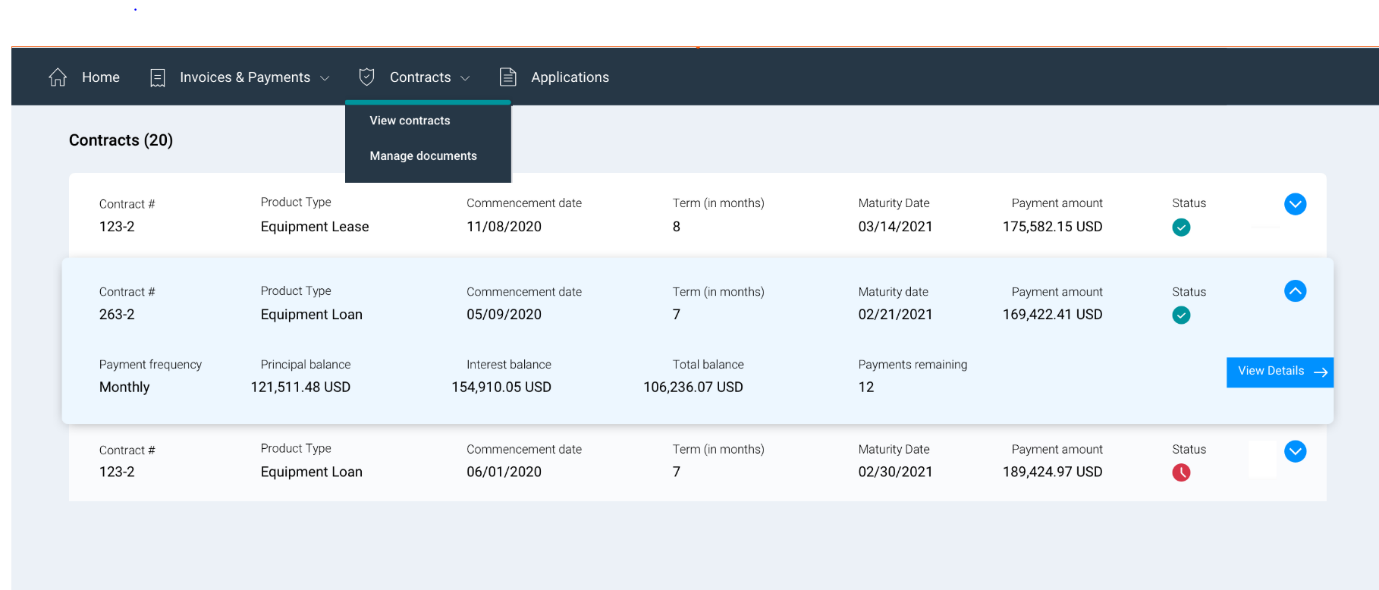 Home Invoices & Payments Contracts Applications
View contracts
Manage documents
Contracts (20)
Contract # Product Type Commencement date Term (in months) Maturity Date Payment amount Status
123-2 Equipment Lease 11/08/2020 8 03/14/2021 175,582.15 USD
Contract # Product Type Commencement date Term (in months) Maturity date Payment amount Status
263-2 Equipment Loan 05/09/2020 7 02/21/2021 169,422.41 USD
Payment frequency Principal balance Interest balance Total balance Payments remaining
Monthly 121,511.48 USD 154,910.05 USD 106,236.07 USD 12
View Details →
Contract # Product Type Commencement date Term (in months) Maturity Date Payment amount Status
123-2 Equipment Loan 06/01/2020 7 02/30/2021 189,424.97 USD